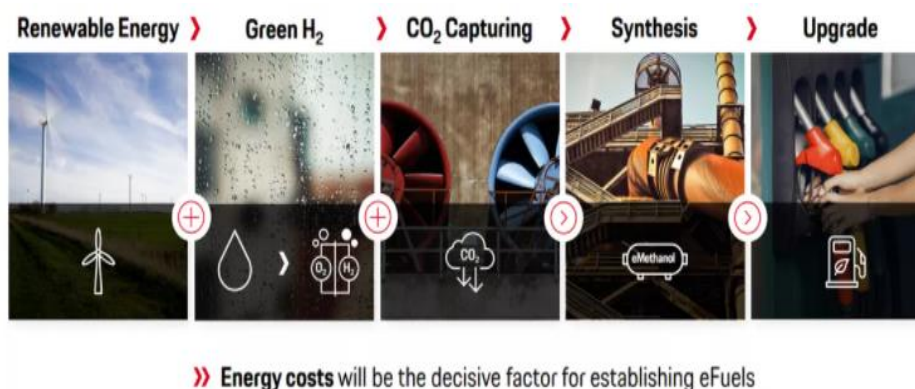 Renewable Energy
Green H₂
CO₂ Capturing
Synthesis
Upgrade
O₂ H₂
CO₂
eMethanol
Energy costs will be the decisive factor for establishing eFuels